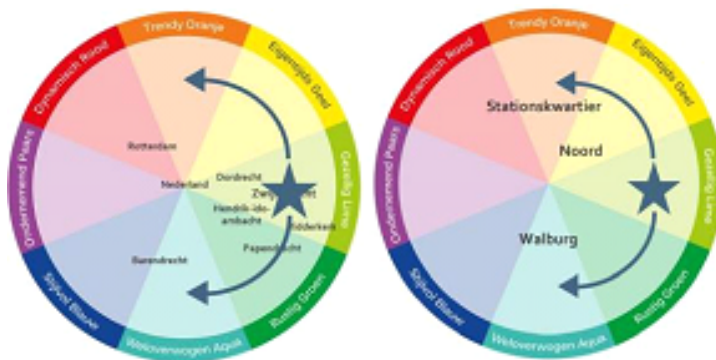 Trendy Oranje
Dynamisch Rood
Eigentijds Geel
Ondernemend Paars
Gezellig Lime
Stijlvol Blauw
Rustig Groen
Weloverwogen Aqua
Rotterdam
Nederland
Dordrecht
Hendrik-ido-
ambacht
Papendrecht
Barendrecht
Trendy Oranje
Dynamisch Rood
Eigentijds Geel
Ondernemend Paars
Gezellig Lime
Stijlvol Blauw
Rustig Groen
Weloverwogen Aqua
Stationskwartier
Noord
Walburg